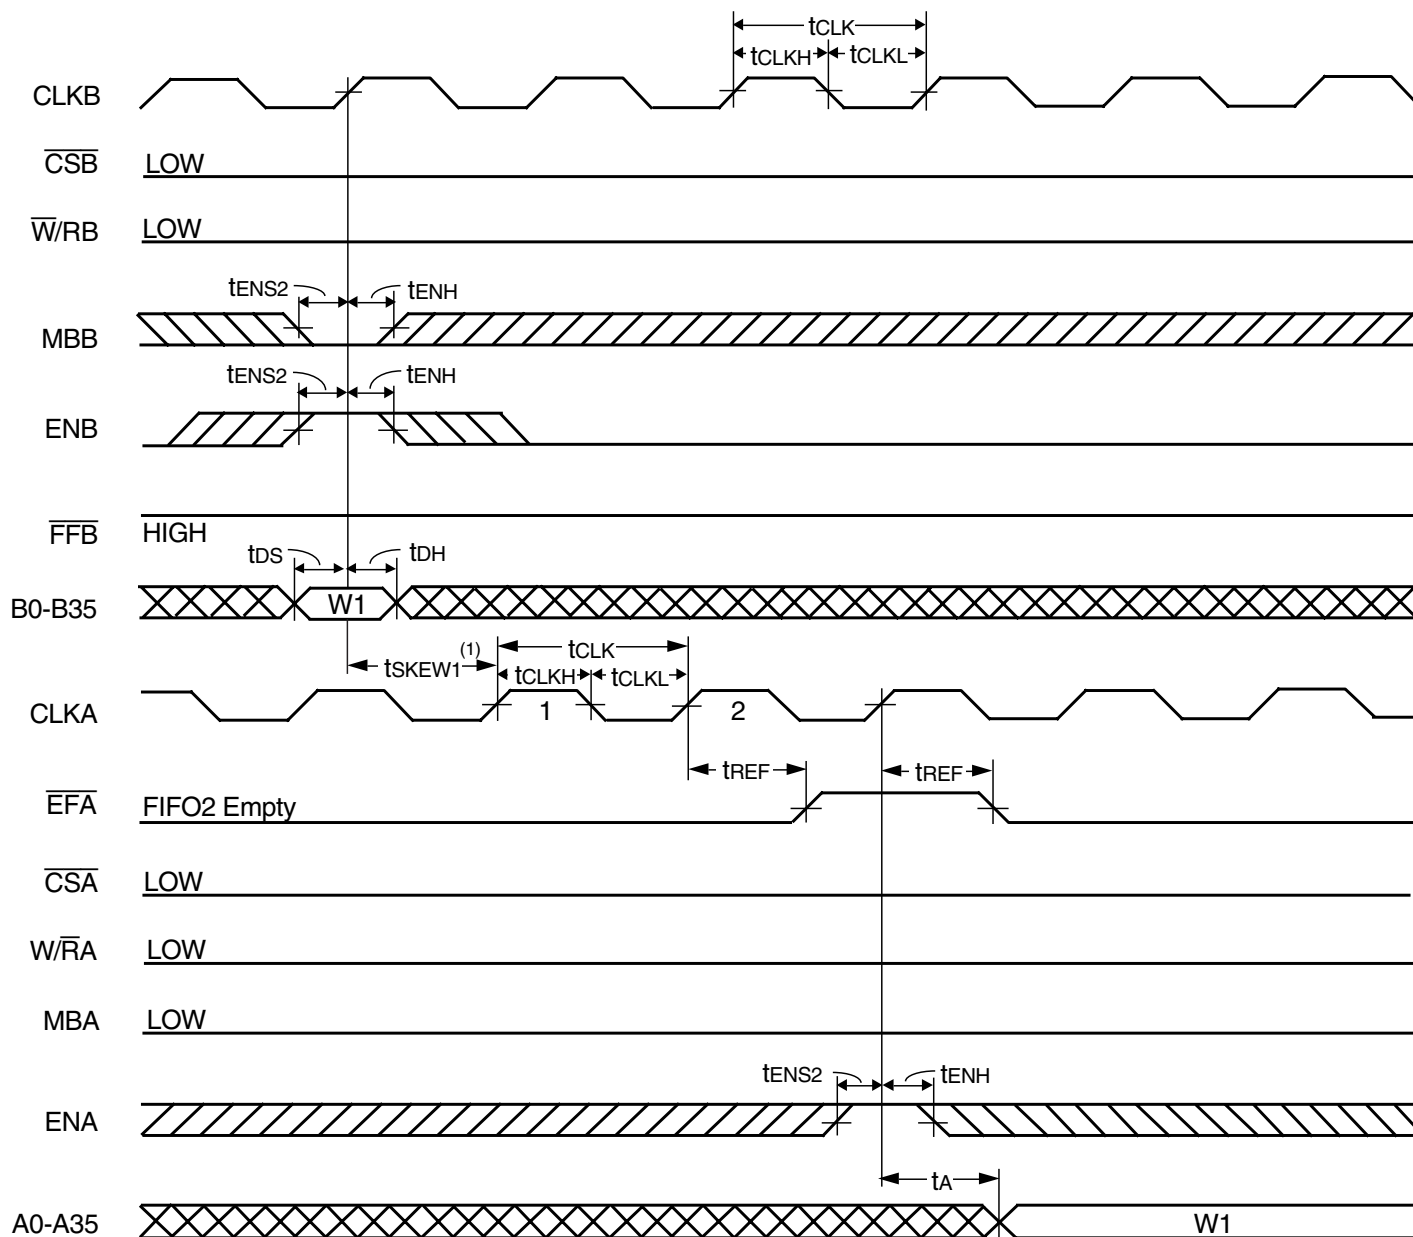 tCLK
tCLKH tCLKL
CLKB
CSB LOW
W/RB LOW
tENS2 tENH
MBB
tENS2 tENH
ENB
FFB HIGH
tDS tDH
B0-B35 W1
tSKEW1(1) tCLK
tCLKH tCLKL
CLKA 1 2
tREF tREF
EFA FIFO2 Empty
CSA LOW
W/RA LOW
MBA LOW
tENS2 tENH
ENA
tA
A0-A35 W1